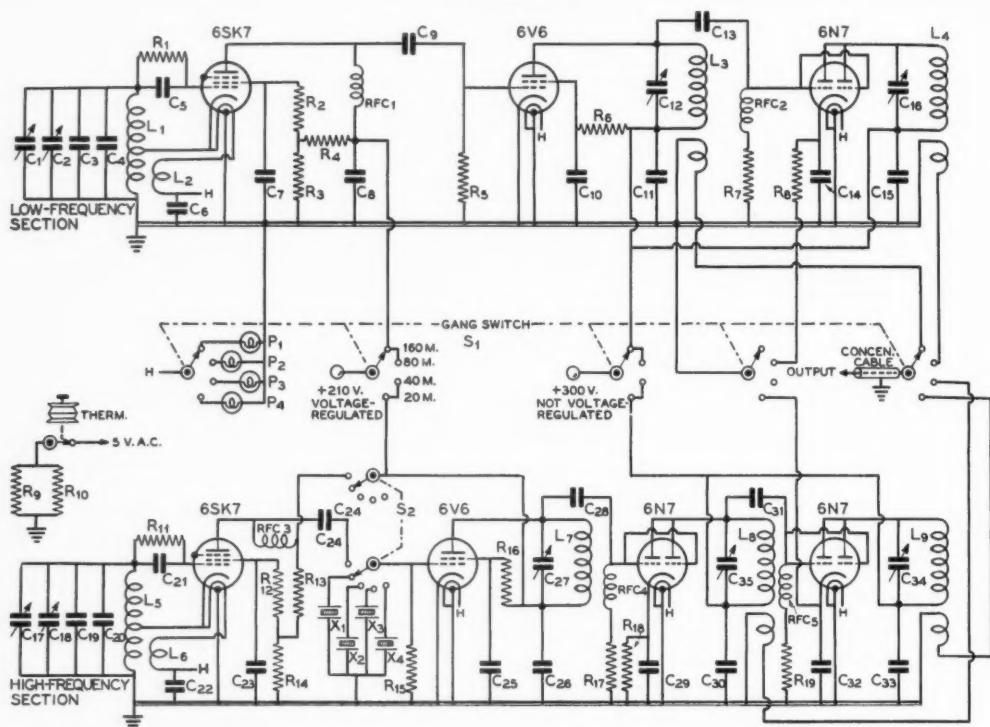 6SK7
6V6
6N7
L4
R1
C5
C9
C13
L3
C12
C16
RFC1
RFC2
R2
R4
R3
R6
L1
L2
H
H
H
C1
C2
C3
C4
C6
C7
C8
R5
C10
C11
R7
R8
C14
C15
LOW-FREQUENCY
SECTION
GANG SWITCH
S1
P1
P2
P3
P4
H
160 M.
80 M.
40 M.
20 M.
+210 V.
VOLTAGE-
REGULATED
+300 V.
NOT VOLTAGE-
REGULATED
CONCEN.
CABLE
OUTPUT
THERM.
5 V. A.C.
R9
R10
6SK7
6V6
6N7
6N7
R11
C21
RFC3
C24
C24
S2
C28
C31
L7
L8
L9
C27
C35
C34
R16
R12
R13
RFC4
RFC5
R18
L5
L6
H
H
H
H
X1
X3
X2
X4
C17
C18
C19
C20
C22
C23
R14
R15
C25
C26
R17
C29
C30
R19
C32
C33
HIGH-FREQUENCY
SECTION